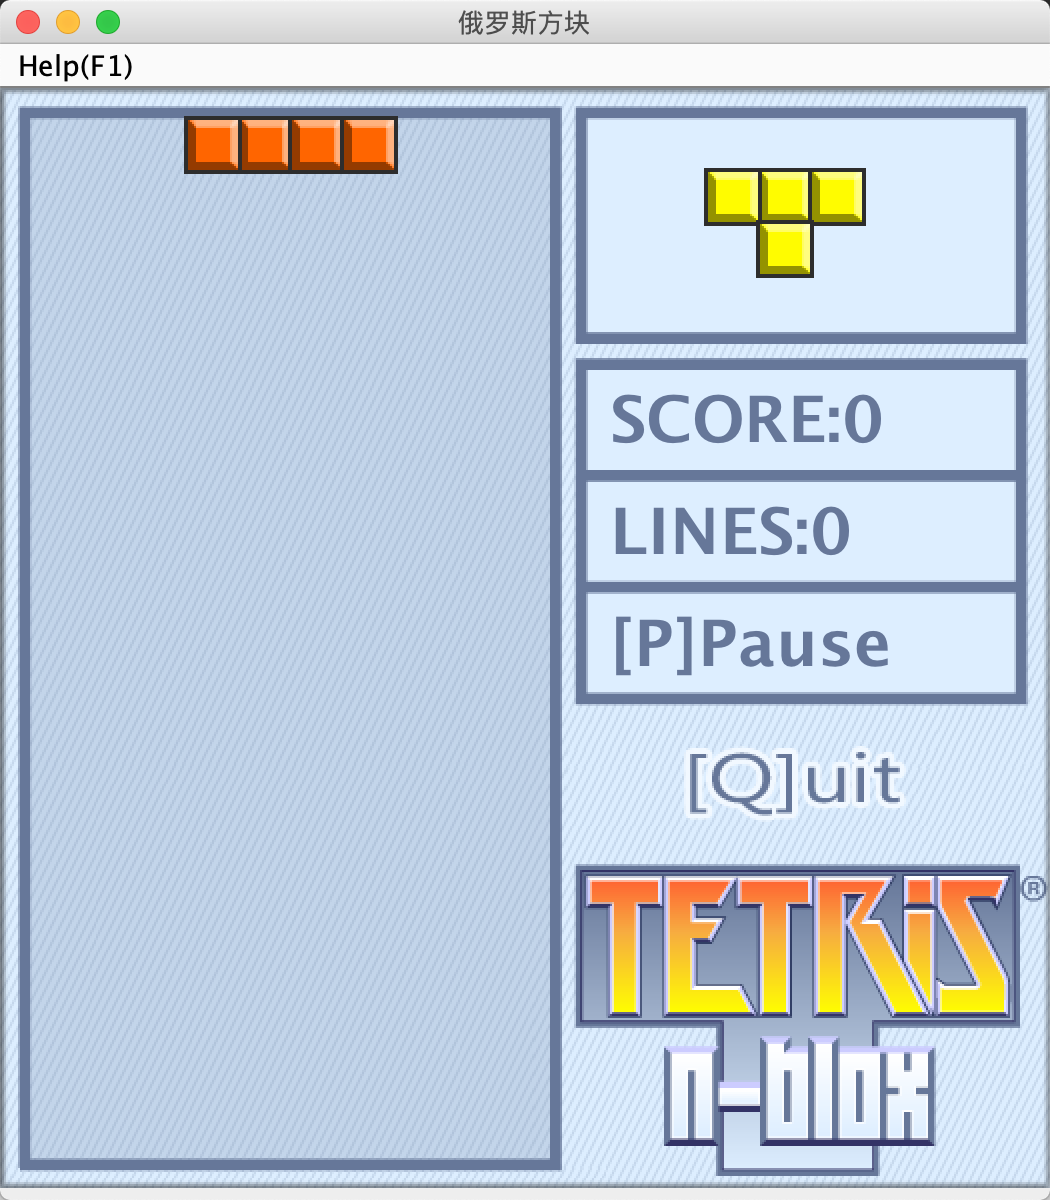 俄罗斯方块
Help(F1)
SCORE:0
LINES:0
[P]Pause
[Q]uit
TETRiS®
n-blox